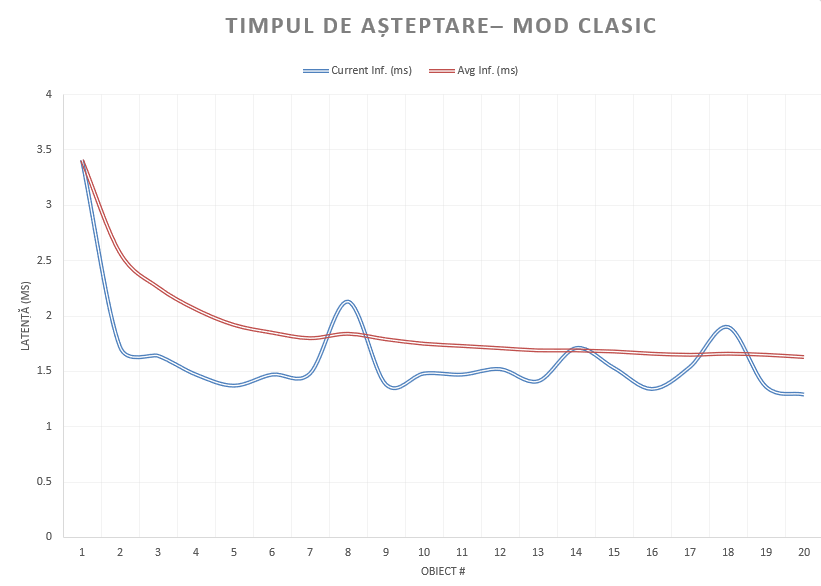 TIMPUL DE AȘTEPTARE– MOD CLASIC
Current Inf. (ms) Avg Inf. (ms)
4
3.5
3
2.5
2
1.5
1
0.5
0
LATENȚĂ (MS)
1 2 3 4 5 6 7 8 9 10 11 12 13 14 15 16 17 18 19 20
OBIECT #